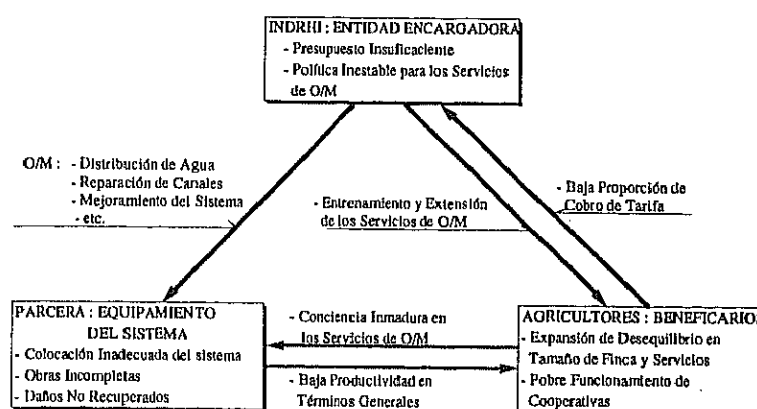 INDRHI : ENTIDAD ENCARGADORA
- Presupuesto Insuficaciente
- Política Inestable para los Servicios
de O/M
O/M : - Distribución de Agua
- Reparación de Canales
- Mejoramiento del Sistema
- etc.
- Entrenamiento y Extensión
de los Servicios de O/M
- Baja Proporción de
Cobro de Tarifa
PARCERA : EQUIPAMIENTO
DEL SISTEMA
- Colocación Inadecuada del sistema
- Obras Incompletas
- Daños No Recuperados
- Conciencia Inmadura en
los Servicios de O/M
- Baja Productividad en
Términos Generales
AGRICULTORES : BENEFICARIOS
- Expansión de Desequilibrio en
Tamaño de Finca y Servicios
- Pobre Funcionamiento de
Cooperativas